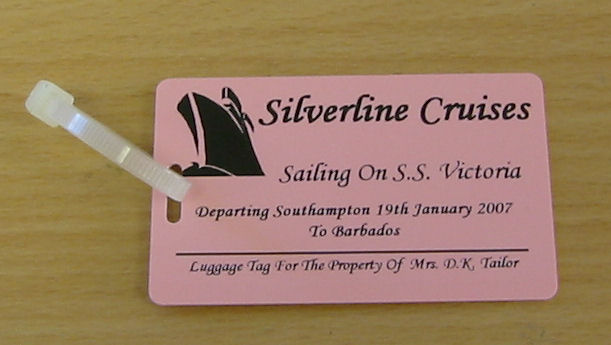 Silverline Cruises
Sailing On S.S. Victoria
Departing Southampton 19th January 2007
To Barbados
Luggage Tag For The Property Of Mrs. D.K. Tailor